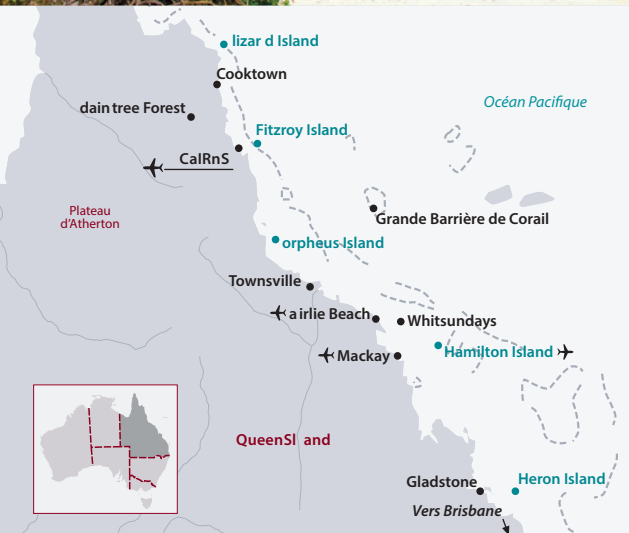 lizar d Island
Cooktown
Océan Pacifique
dain tree Forest
Fitzroy Island
CaIRnS
Plateau
d'Atherton
Grande Barrière de Corail
orpheus Island
Townsville
a irlie Beach
Whitsundays
Hamilton Island
Mackay
QueenSl and
Gladstone
Heron Island
Vers Brisbane